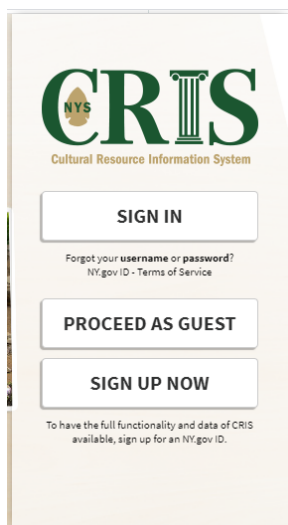 NYS
CRIS
Cultural Resource Information System
SIGN IN
Forgot your username or password?
NY.gov ID - Terms of Service
PROCEED AS GUEST
SIGN UP NOW
To have the full functionality and data of CRIS
available, sign up for an NY.gov ID.